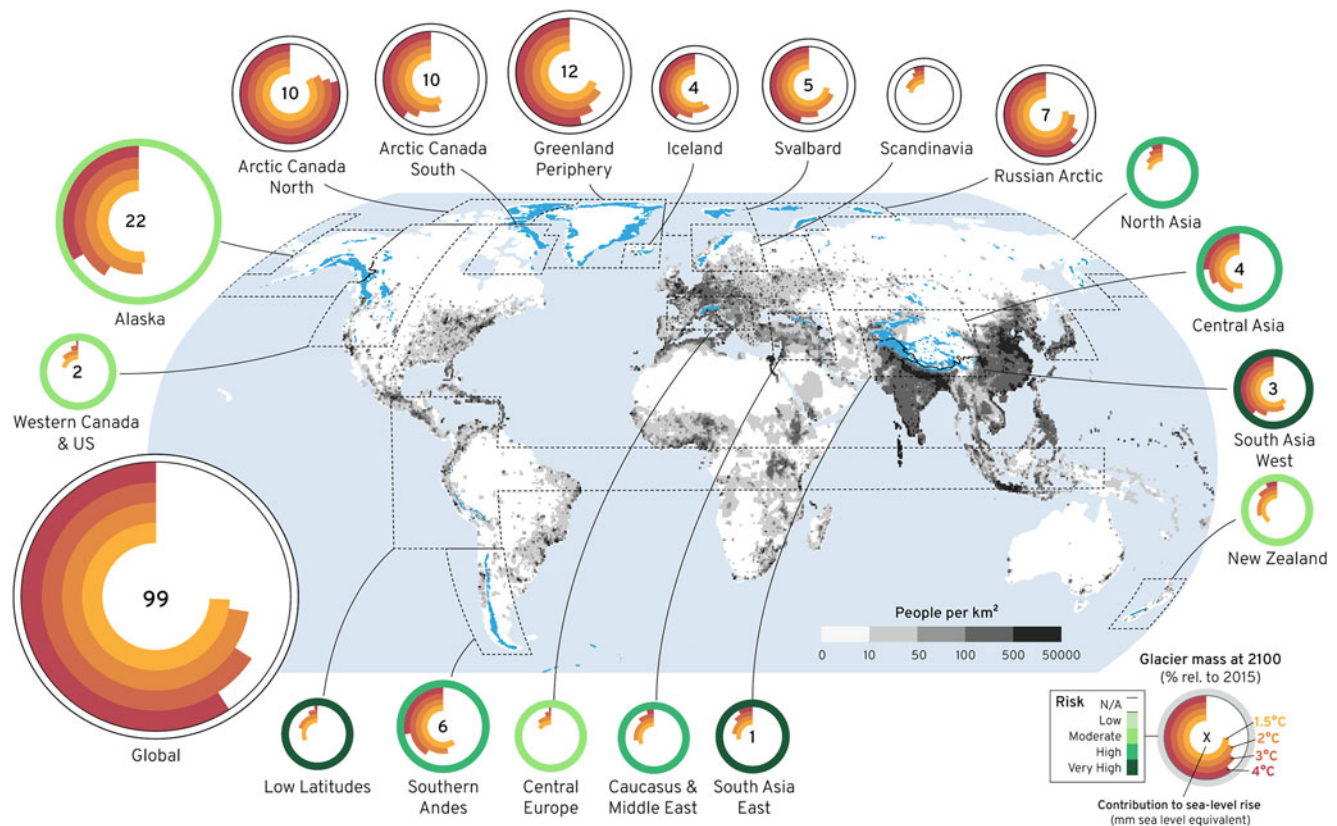 10
Arctic Canada
North
10
Arctic Canada
South
12
Greenland
Periphery
4
Iceland
5
Svalbard
Scandinavia
7
Russian Arctic
22
Alaska
North Asia
4
Central Asia
2
Western Canada
& US
3
South Asia
West
New Zealand
99
Global
People per km²
0 10 50 100 500 50000
Low Latitudes
6
Southern
Andes
Central
Europe
Caucasus &
Middle East
1
South Asia
East
Glacier mass at 2100
(% rel. to 2015)
Risk
N/A
Low
Moderate
High
Very High
X
1.5°C
2°C
3°C
4°C
Contribution to sea-level rise
(mm sea level equivalent)